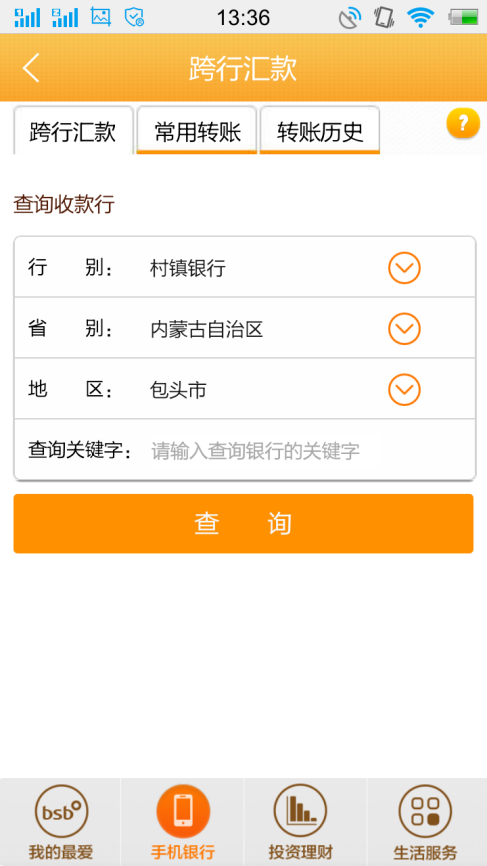 13:36
跨行汇款
跨行汇款 常用转账 转账历史 ?
查询收款行
行 别： 村镇银行
省 别： 内蒙古自治区
地 区： 包头市
查询关键字： 请输入查询银行的关键字
查 询
bsb
我的最爱 手机银行 投资理财 生活服务